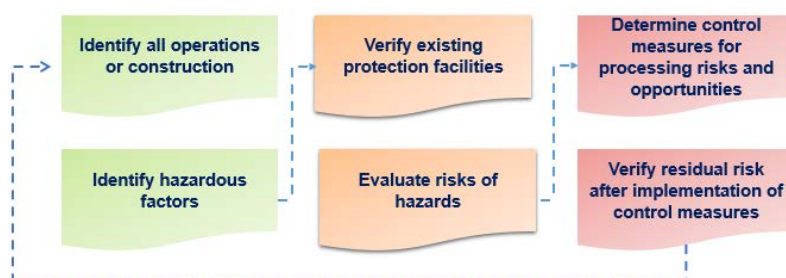 Identify all operations
or construction
Identify hazardous
factors
Verify existing
protection facilities
Evaluate risks of
hazards
Determine control
measures for
processing risks and
opportunities
Verify residual risk
after implementation of
control measures